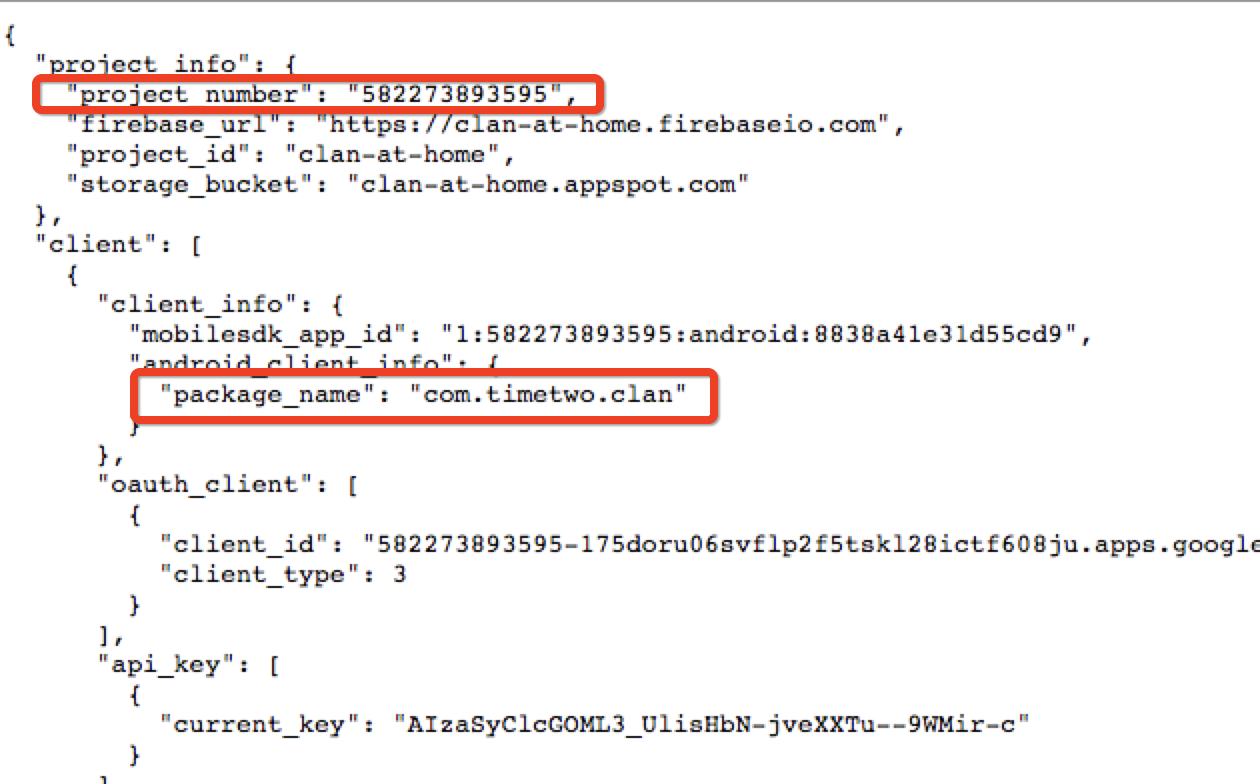 {
"project_info": {
"project_number": "582273893595",
"firebase_url": "https://clan-at-home.firebaseio.com",
"project_id": "clan-at-home",
"storage_bucket": "clan-at-home.appspot.com"
},
"client": [
{
"client_info": {
"mobilesdk_app_id": "1:582273893595:android:8838a41e31d55cd9",
"android_client_info": {
"package_name": "com.timetwo.clan"
}
},
"oauth_client": [
{
"client_id": "582273893595-175doru06svflp2f5tskl28ictf608ju.apps.google
"client_type": 3
}
],
"api_key": [
{
"current_key": "AIzaSyClcGOML3_UlisHbN-jveXXTu--9WMir-c"
}
]